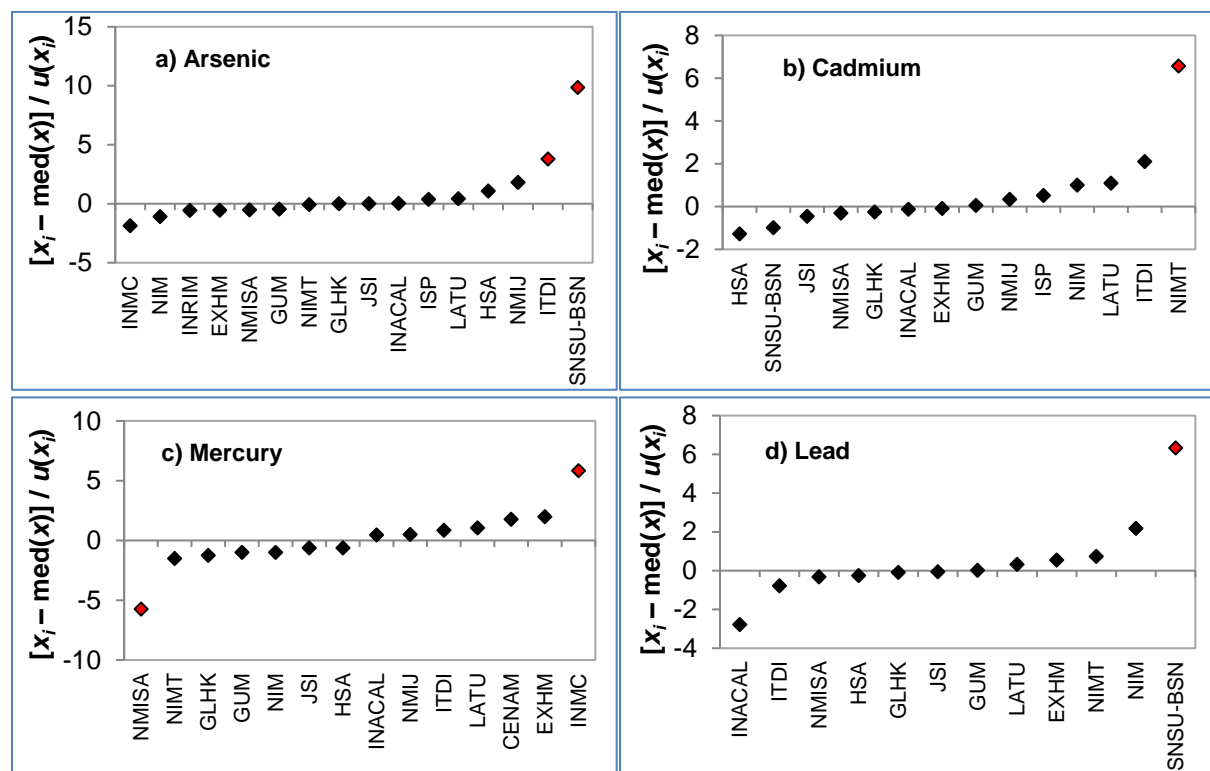 a) Arsenic
[xᵢ – med(x)] / u(xᵢ)
15
10
5
0
-5
INMC
NIM
INRIM
EXHM
NMISA
GUM
NIMT
GLHK
JSI
INACAL
ISP
LATU
HSA
NMIJ
ITDI
SNSU-BSN
b) Cadmium
[xᵢ – med(x)] / u(xᵢ)
8
6
4
2
0
-2
HSA
SNSU-BSN
JSI
NMISA
GLHK
INACAL
EXHM
GUM
NMIJ
ISP
NIM
LATU
ITDI
NIMT
c) Mercury
[xᵢ – med(x)] / u(xᵢ)
10
5
0
-5
-10
NMISA
NIMT
GLHK
GUM
NIM
JSI
HSA
INACAL
NMIJ
ITDI
LATU
CENAM
EXHM
INMC
d) Lead
[xᵢ – med(x)] / u(xᵢ)
8
6
4
2
0
-2
-4
INACAL
ITDI
NMISA
HSA
GLHK
JSI
GUM
LATU
EXHM
NIMT
NIM
SNSU-BSN